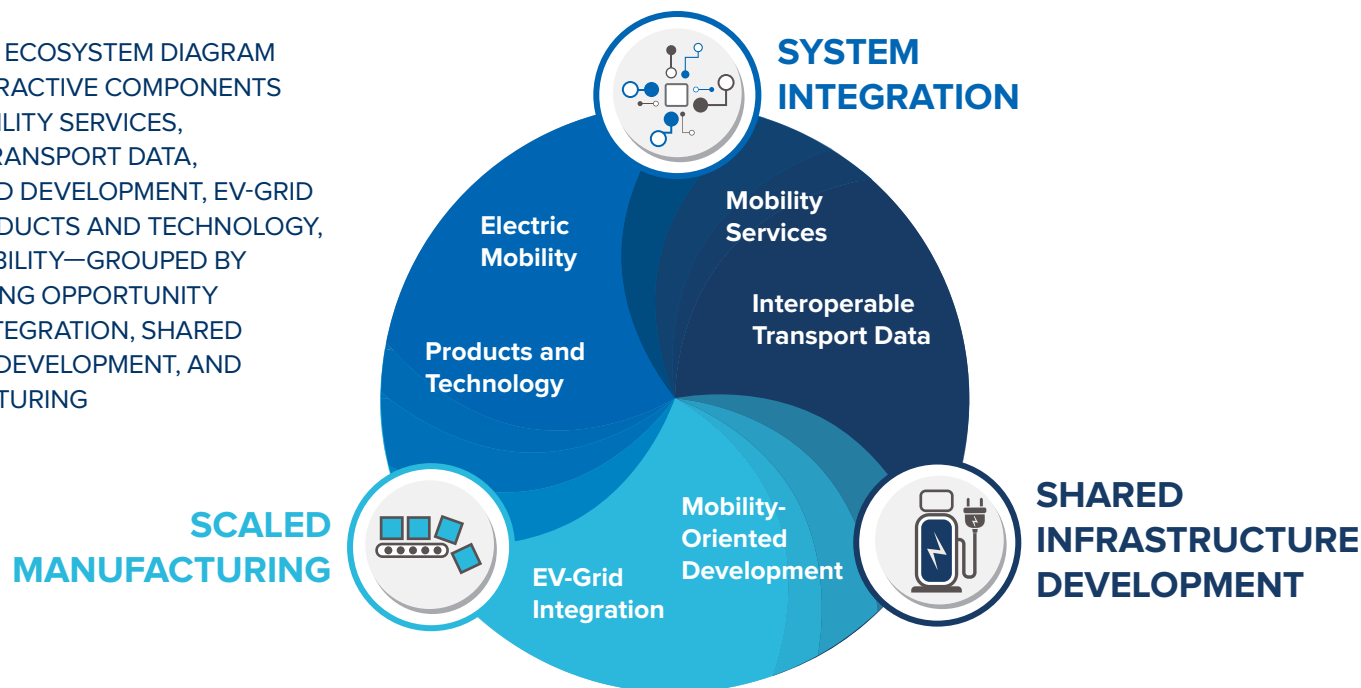 ECOSYSTEM DIAGRAM
RACTIVE COMPONENTS
ILITY SERVICES,
RANSPORT DATA,
D DEVELOPMENT, EV-GRID
DUCTS AND TECHNOLOGY,
BILITY—GROUPED BY
NG OPPORTUNITY
TEGRATION, SHARED
DEVELOPMENT, AND
TURING
SYSTEM
INTEGRATION
Electric
Mobility
Mobility
Services
Interoperable
Transport Data
Products and
Technology
SCALED
MANUFACTURING
EV-Grid
Integration
Mobility-
Oriented
Development
SHARED
INFRASTRUCTURE
DEVELOPMENT